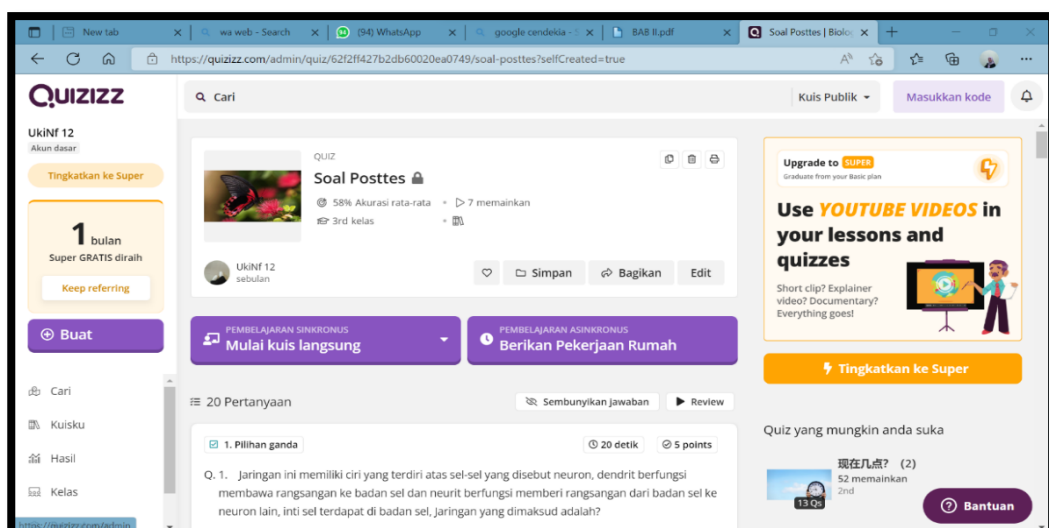 New tab
wa web - Search
(94) WhatsApp
google cendekia - S
BAB II.pdf
Soal Posttes | Biolo
https://quizizz.com/admin/quiz/62f2ff427b2db60020ea0749/soal-posttes?selfCreated=true
QUIZIZZ
Cari
Kuis Publik
Masukkan kode
UkiNf 12
Akun dasar
Tingkatkan ke Super
1 bulan
Super GRATIS diraih
Keep referring
Buat
Cari
Kuisku
Hasil
Kelas
https://quizizz.com/admin
QUIZ
Soal Posttes
58% Akurasi rata-rata
7 memainkan
3rd kelas
UkiNf 12
sebulan
Simpan
Bagikan
Edit
PEMBELAJARAN SINKRONUS
Mulai kuis langsung
PEMBELAJARAN ASINKRONUS
Berikan Pekerjaan Rumah
20 Pertanyaan
Sembunyikan jawaban
Review
1. Pilihan ganda
20 detik
5 points
Q. 1. Jaringan ini memiliki ciri yang terdiri atas sel-sel yang disebut neuron, dendrit berfungsi
membawa rangsangan ke badan sel dan neurit berfungsi memberi rangsangan dari badan sel ke
neuron lain, inti sel terdapat di badan sel, Jaringan yang dimaksud adalah?
Upgrade to SUPER
Graduate from your Basic plan
Use YOUTUBE VIDEOS in
your lessons and
quizzes
Short clip? Explainer
video? Documentary?
Everything goes!
Tingkatkan ke Super
Quiz yang mungkin anda suka
现在几点? (2)
52 memainkan
2nd
13 Qs
Bantuan